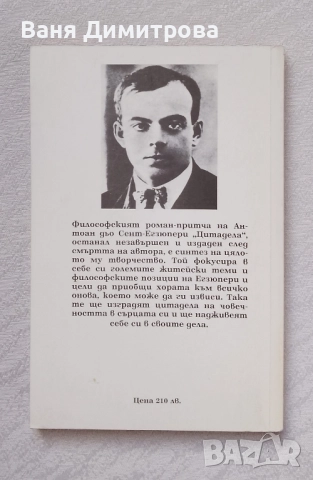 Ваня Димитрова
Философският роман-притча на Ан-
тоан дьо Сент-Егзюпери „Цитадела“,
останал незавършен и издаден след
смъртта на автора, е синтез на цяло-
то му творчество. Той фокусира в
себе си големите житейски теми и
философските позиции на Егзюпери и
цели да приобщи хората към всичко
онова, което може да ги извиси. Така
те ще изградят цитадела на човеч-
ността в сърцата си и ще надживеят
себе си в своите дела.
Цена 210 лв.
BAZAR